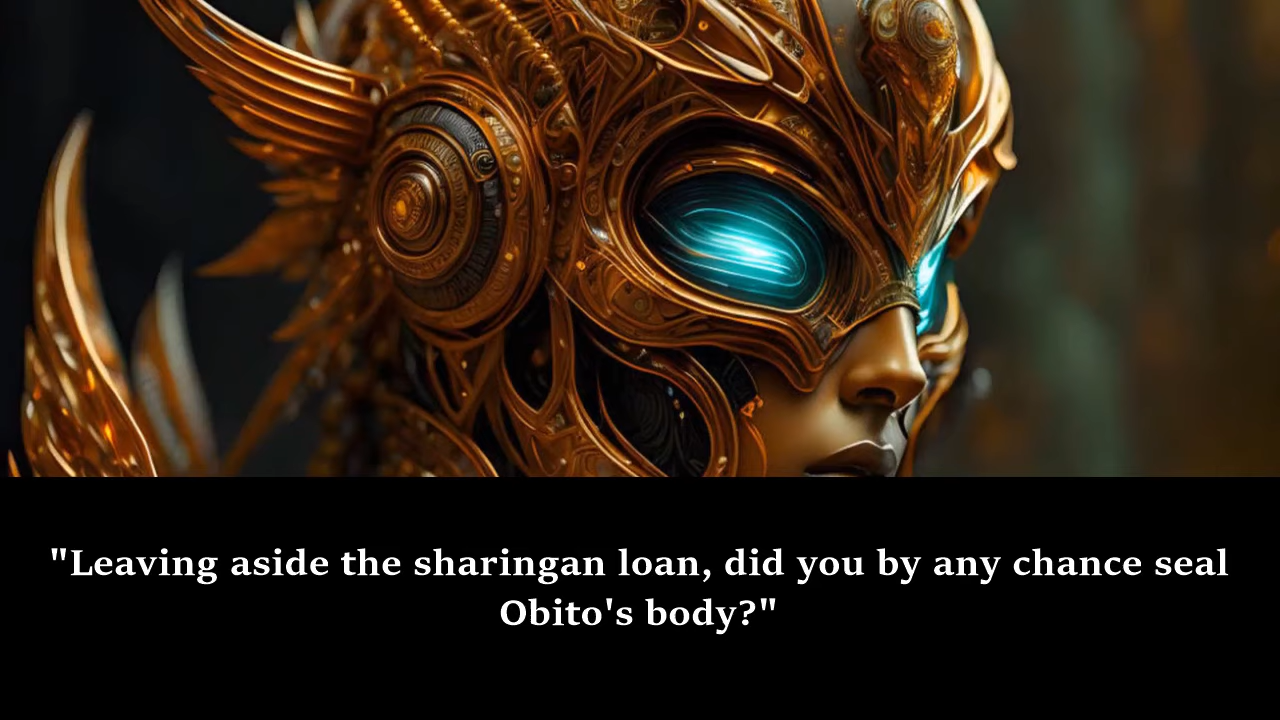 "Leaving aside the sharingan loan, did you by any chance seal
Obito's body?"